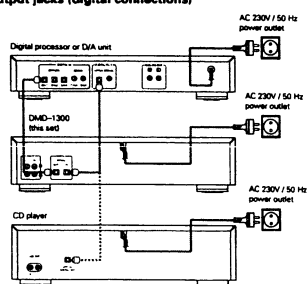 output jacks (digital connections)
AC 230V / 50 Hz
power outlet
Digital processor or D/A unit
DMD-1300
(this set)
AC 230V / 50 Hz
power outlet
AC 230V / 50 Hz
power outlet
CD player